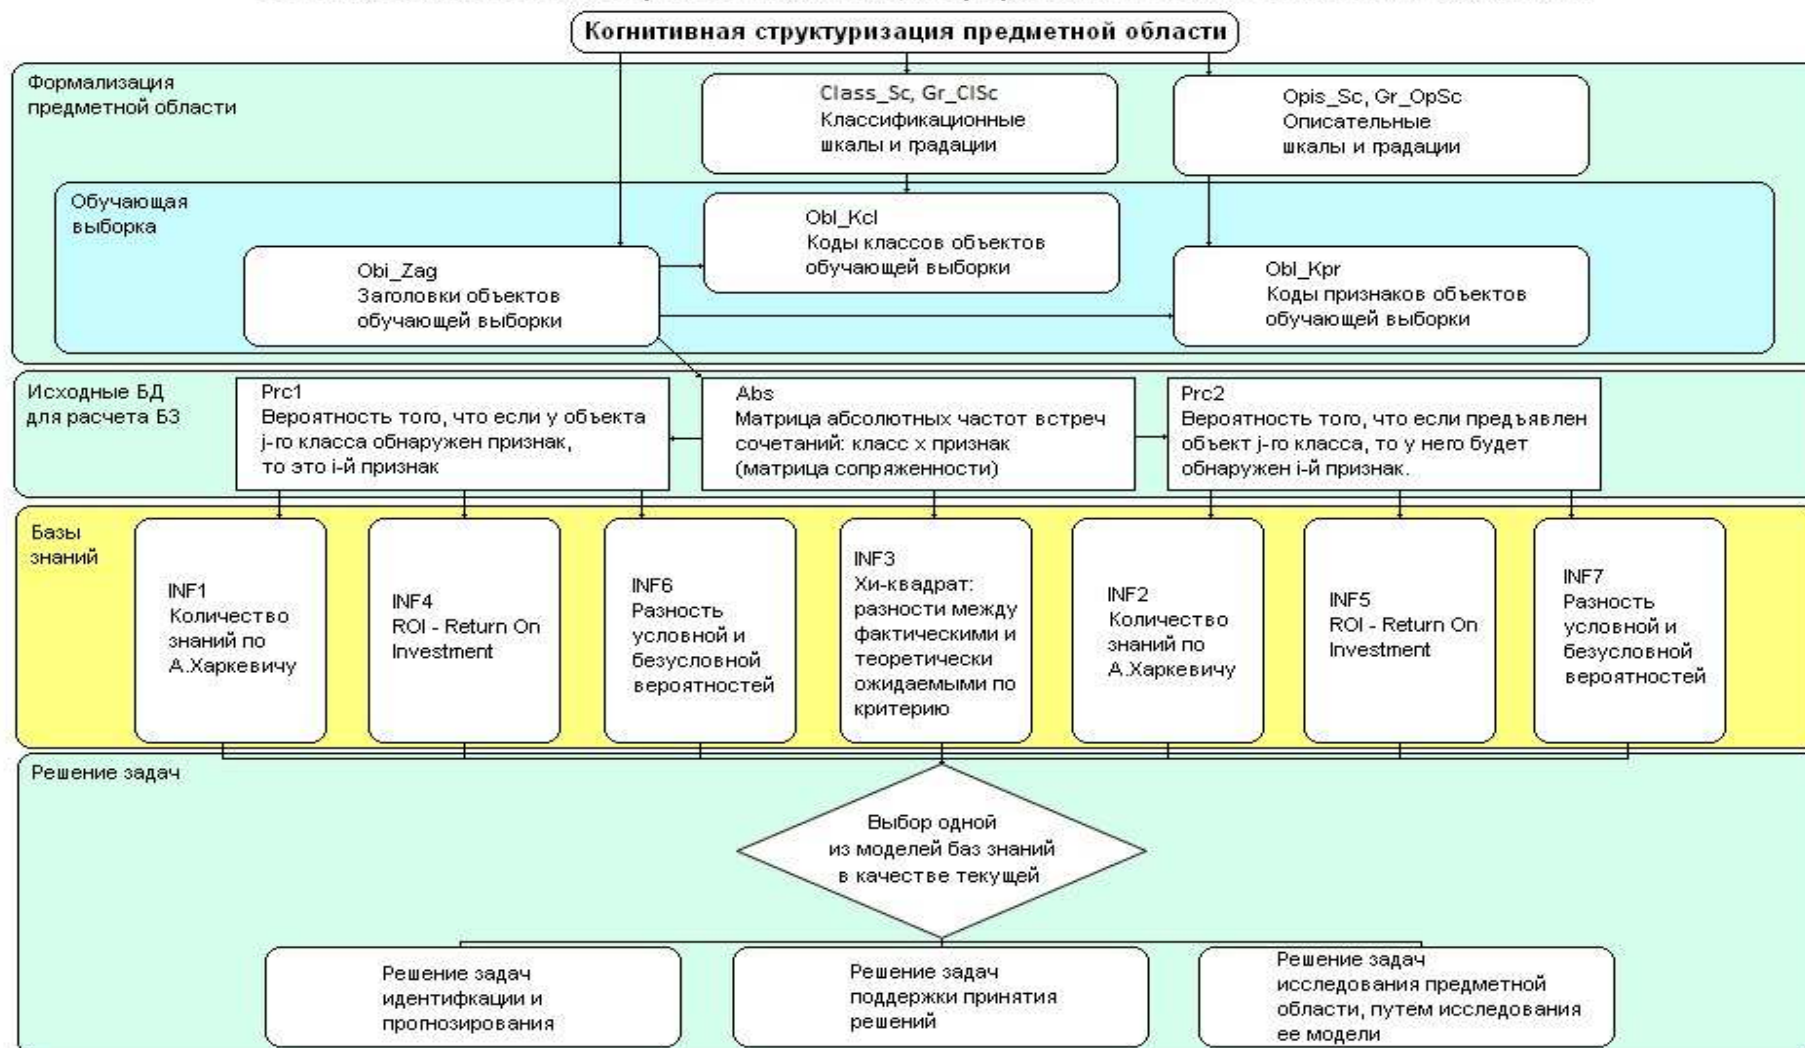 Когнитивная структуризация предметной области
Формализация
предметной области
Class_Sc, Gr_ClSc
Классификационные
шкалы и градации
Opis_Sc, Gr_OpSc
Описательные
шкалы и градации
Обучающая
выборка
Obl_Kcl
Коды классов объектов
обучающей выборки
Obi_Zag
Заголовки объектов
обучающей выборки
Obl_Kpr
Коды признаков объектов
обучающей выборки
Исходные БД
для расчета БЗ
Prc1
Вероятность того, что если у объекта
j-го класса обнаружен признак,
то это i-й признак
Abs
Матрица абсолютных частот встреч
сочетаний: класс x признак
(матрица сопряженности)
Prc2
Вероятность того, что если предъявлен
объект j-го класса, то у него будет
обнаружен i-й признак.
Базы
знаний
INF1
Количество
знаний по
А.Харкевичу
INF4
ROI - Return On
Investment
INF6
Разность
условной и
безусловной
вероятностей
INF3
Хи-квадрат:
разности между
фактическими и
теоретически
ожидаемыми по
критерию
INF2
Количество
знаний по
А.Харкевичу
INF5
ROI - Return On
Investment
INF7
Разность
условной и
безусловной
вероятностей
Решение задач
Выбор одной
из моделей баз знаний
в качестве текущей
Решение задач
идентифкации и
прогнозирования
Решение задач
поддержки принятия
решений
Решение задач
исследования предметной
области, путем исследования
ее модели